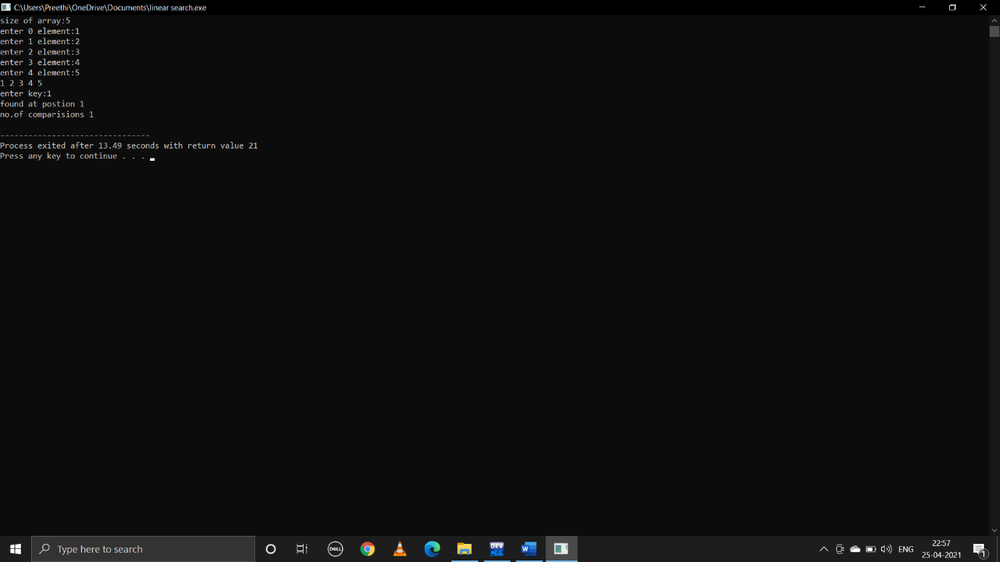 C:\Users\Preethi\OneDrive\Documents\linear search.exe
size of array:5
enter 0 element:1
enter 1 element:2
enter 2 element:3
enter 3 element:4
enter 4 element:5
1 2 3 4 5
enter key:1
found at postion 1
no.of comparisions 1
--------------------------------
Process exited after 13.49 seconds with return value 21
Press any key to continue . . .
Type here to search
DELL
DEV
W
ENG
22:57
25-04-2021
1